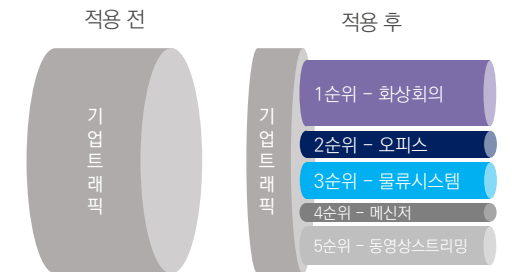 적용 전
적용 후
기업트래픽
기업트래픽
1순위 - 화상회의
2순위 - 오피스
3순위 - 물류시스템
4순위 - 메신저
5순위 - 동영상스트리밍